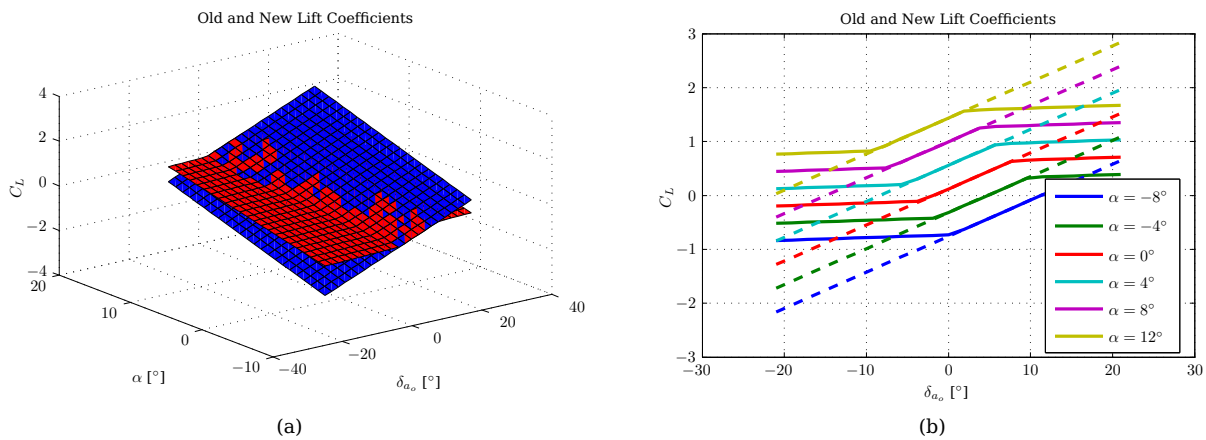 Old and New Lift Coefficients
C_L
4
2
0
−2
−4
20
10
0
−10
α [°]
−40
−20
0
20
40
δ_{a_o} [°]
(a)
Old and New Lift Coefficients
C_L
3
2
1
0
−1
−2
−3
−30
−20
−10
0
10
20
30
δ_{a_o} [°]
α = −8°
α = −4°
α = 0°
α = 4°
α = 8°
α = 12°
(b)